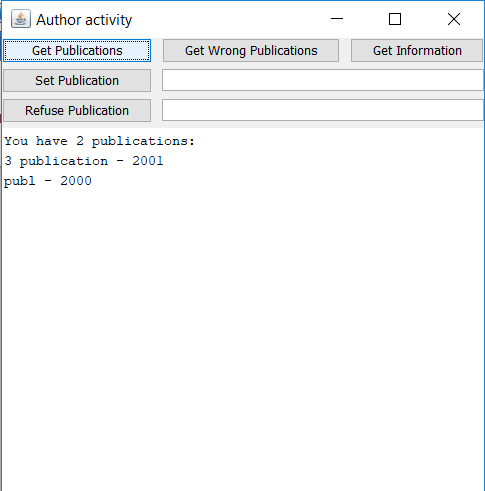 Author activity
Get Publications Get Wrong Publications Get Information
Set Publication
Refuse Publication
You have 2 publications:
3 publication - 2001
publ - 2000